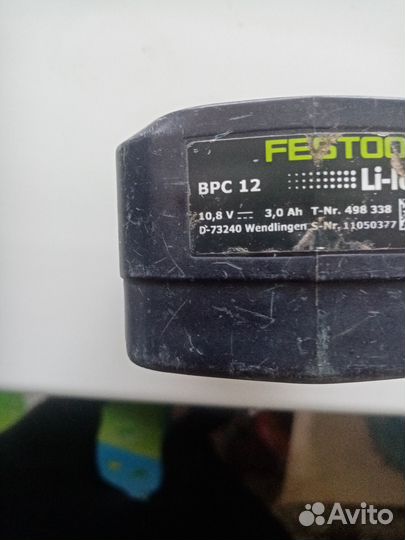 FESTOO
BPC 12
Li-Io
10,8 V 3,0 Ah T-Nr. 498 338
D-73240 Wendlingen S-Nr. 11050377
Avito